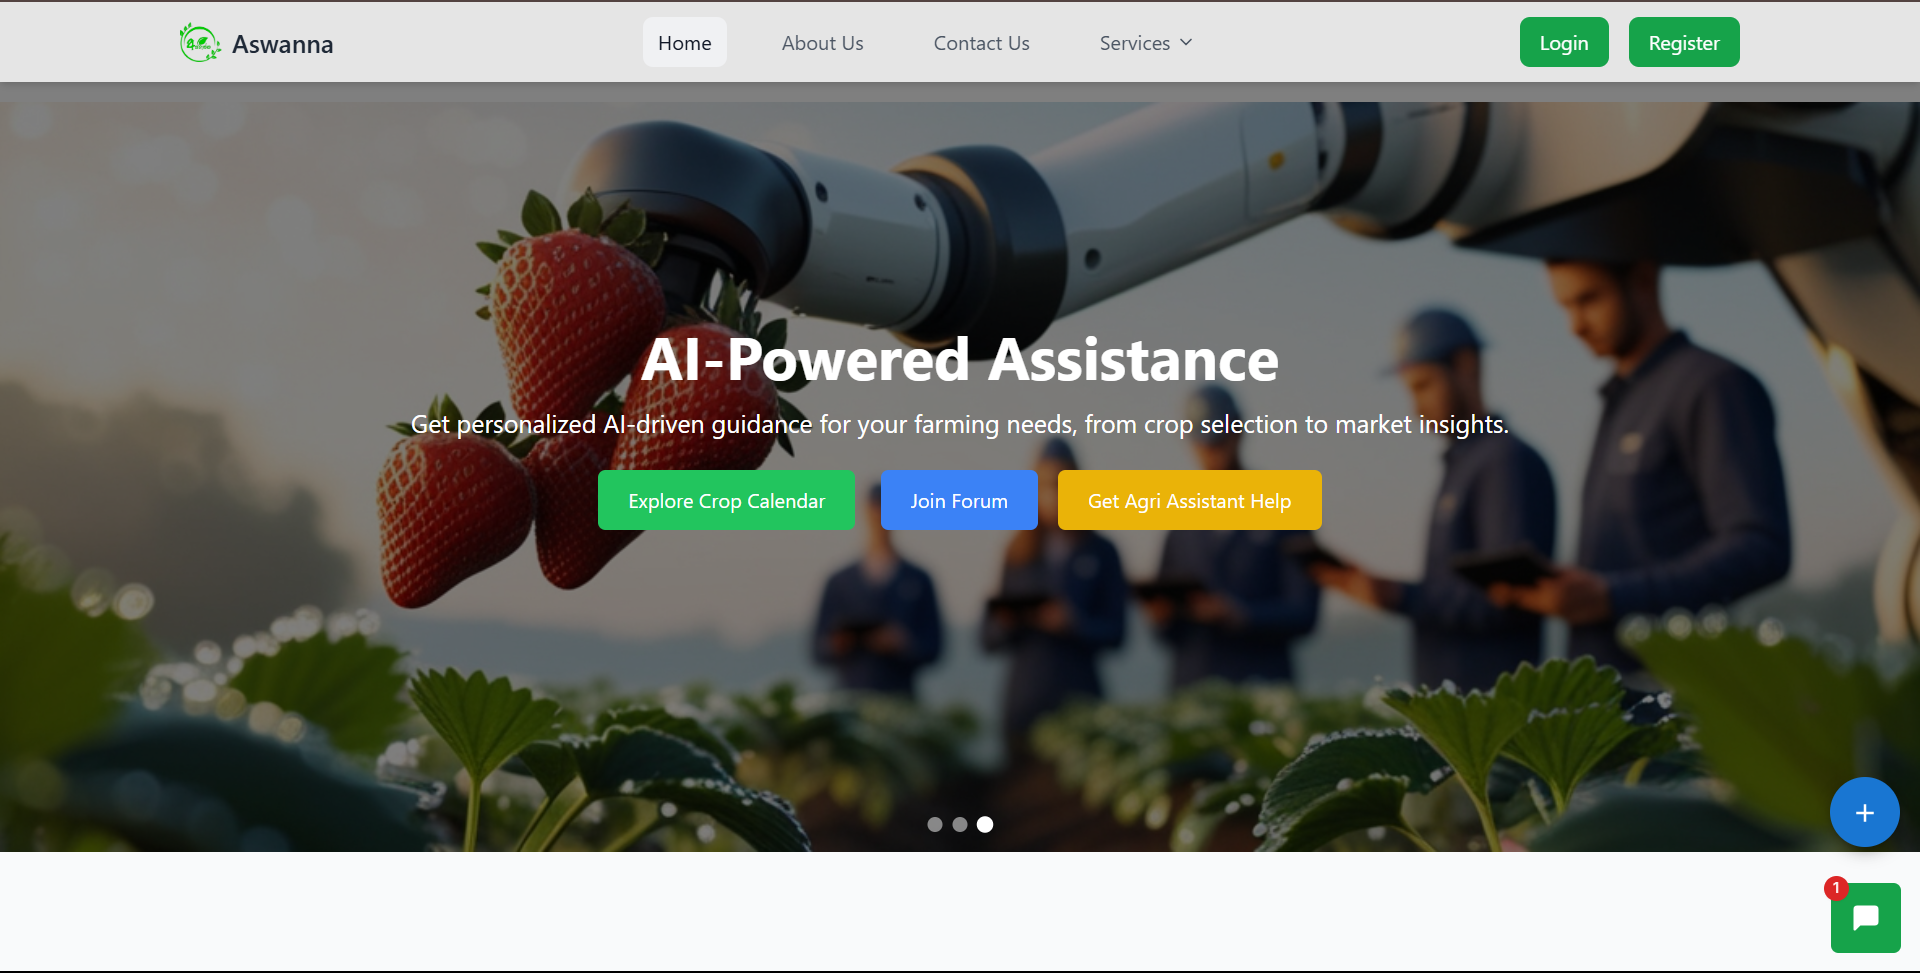 Aswanna
Home
About Us
Contact Us
Services
Login
Register
AI-Powered Assistance
Get personalized AI-driven guidance for your farming needs, from crop selection to market insights.
Explore Crop Calendar
Join Forum
Get Agri Assistant Help
1